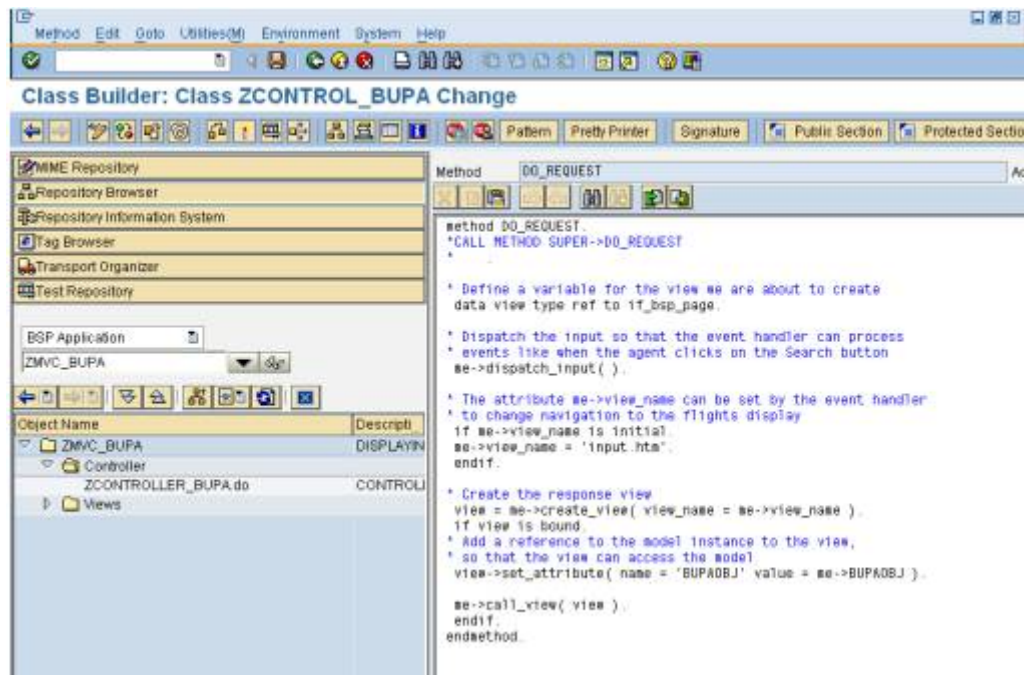 Method Edit Goto Utilities(M) Environment System Help
Class Builder: Class ZCONTROL_BUPA Change
Pattern Pretty Printer Signature Public Section Protected Sectio
MIME Repository
Repository Browser
Repository Information System
Tag Browser
Transport Organizer
Test Repository
BSP Application
ZMVC_BUPA
Object Name Descripti
ZMVC_BUPA DISPLAYIN
Controller
ZCONTROLLER_BUPA.do CONTROLL
Views
Method DO_REQUEST Ac
method DO_REQUEST.
*CALL METHOD SUPER->DO_REQUEST
*    .
* Define a variable for the view we are about to create
data view type ref to if_bsp_page.
* Dispatch the input so that the event handler can process
* events like when the agent clicks on the Search button
me->dispatch_input( ).
* The attribute me->view_name can be set by the event handler
* to change navigation to the flights display
if me->view_name is initial.
me->view_name = 'input.htm'.
endif.
* Create the response view
view = me->create_view( view_name = me->view_name ).
if view is bound.
* Add a reference to the model instance to the view,
* so that the view can access the model
view->set_attribute( name = 'BUPAOBJ' value = me->BUPAOBJ ).
me->call_view( view ).
endif.
endmethod.